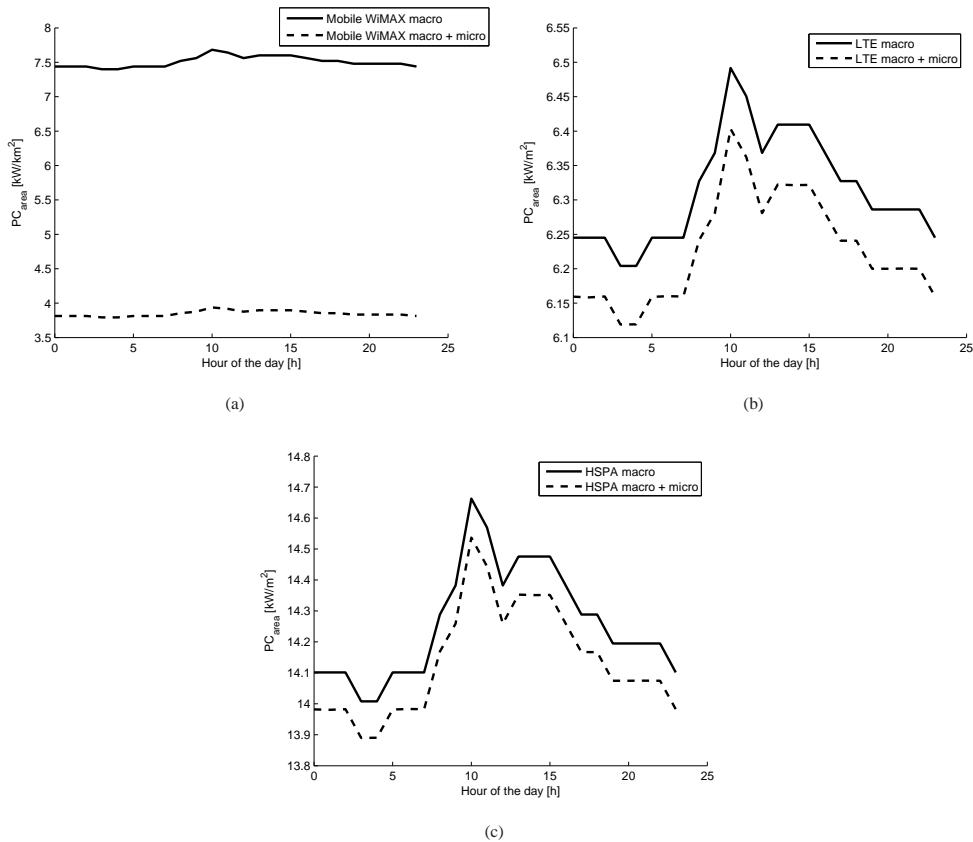 Mobile WiMAX macro
Mobile WiMAX macro + micro
8
7.5
7
6.5
6
5.5
5
4.5
4
3.5
PC_area [kW/km²]
0 5 10 15 20 25
Hour of the day [h]
(a)
LTE macro
LTE macro + micro
6.55
6.5
6.45
6.4
6.35
6.3
6.25
6.2
6.15
6.1
PC_area [kW/m²]
0 5 10 15 20 25
Hour of the day [h]
(b)
HSPA macro
HSPA macro + micro
14.8
14.7
14.6
14.5
14.4
14.3
14.2
14.1
14
13.9
13.8
PC_area [kW/m²]
0 5 10 15 20 25
Hour of the day [h]
(c)